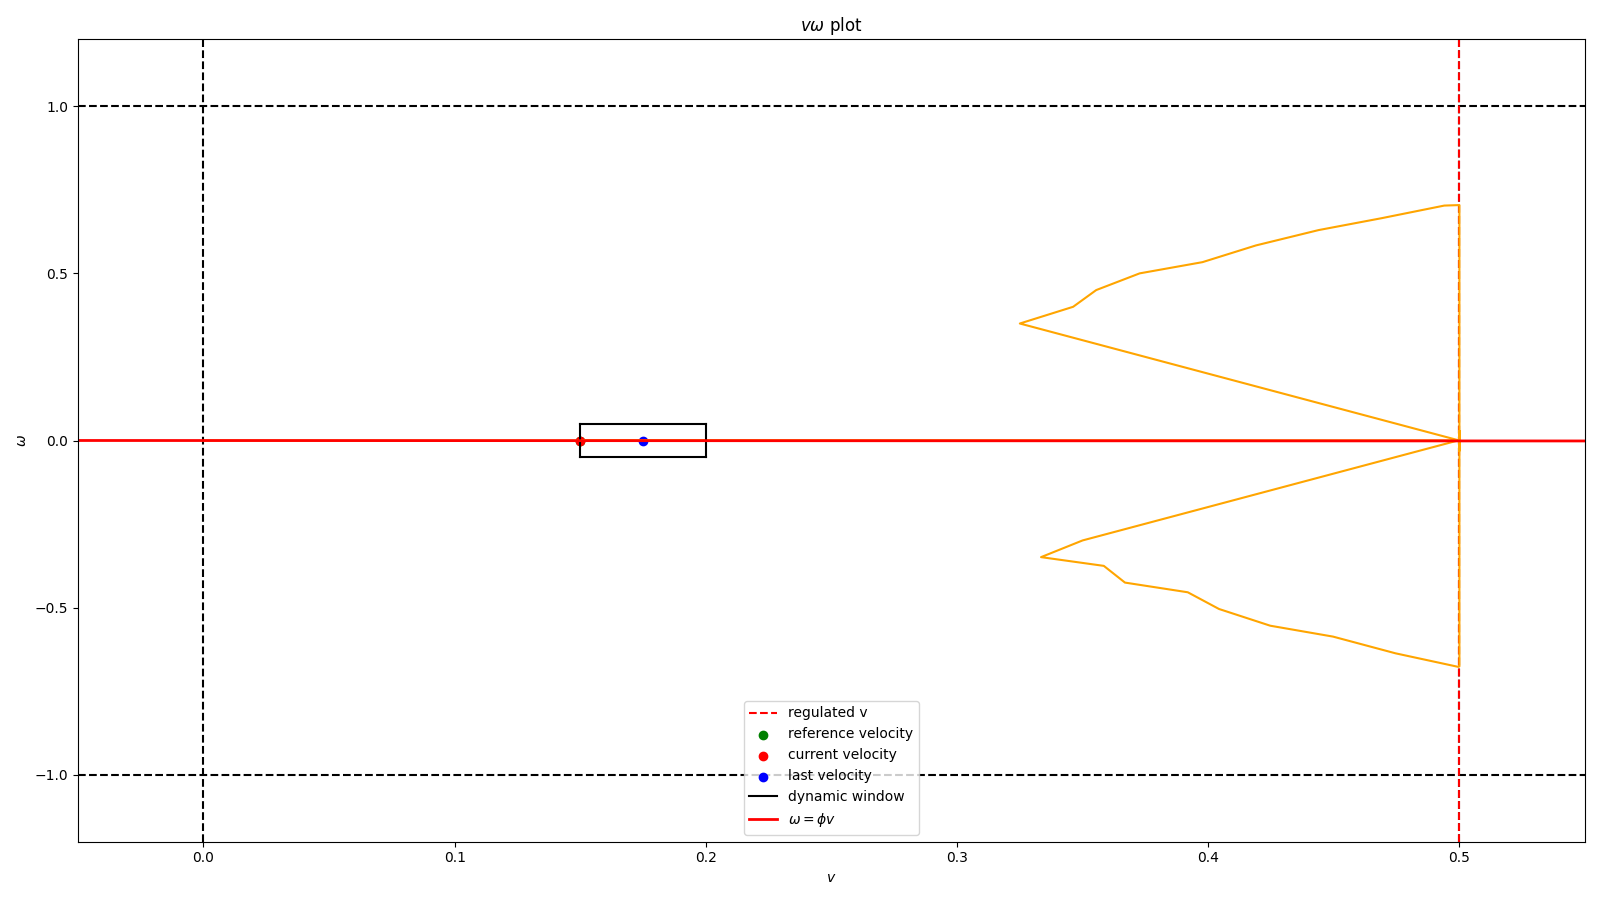 vω plot
1.0
0.5
0.0
−0.5
−1.0
ω
regulated v
reference velocity
current velocity
last velocity
dynamic window
ω = ϕv
0.0 0.1 0.2 0.3 0.4 0.5
v